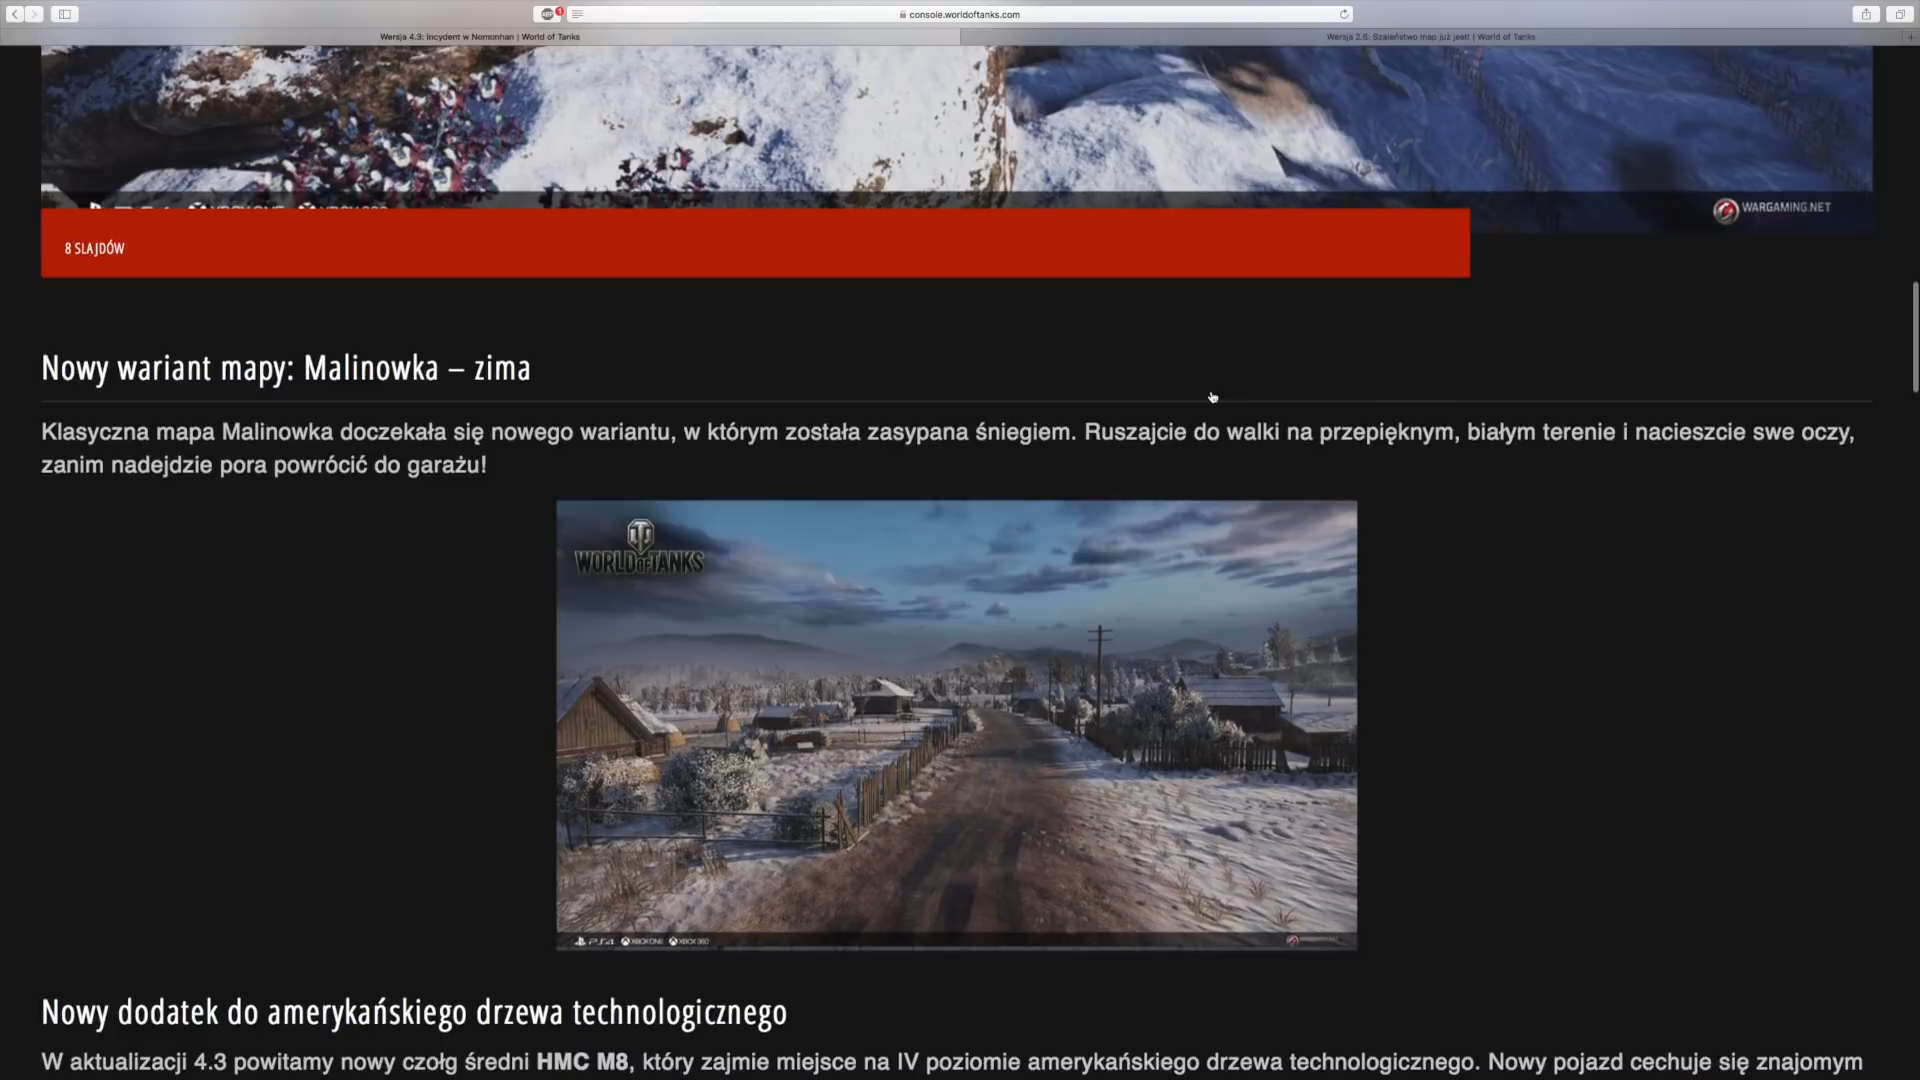 console.worldoftanks.com
Wersja 4.3: Incydent w Nomonhan | World of Tanks
Wersja 2.6: Szaleństwo map już jest! | World of Tanks
WARGAMING.NET
8 SLAJDÓW
Nowy wariant mapy: Malinowka – zima
Klasyczna mapa Malinowka doczekała się nowego wariantu, w którym została zasypana śniegiem. Ruszajcie do walki na przepięknym, białym terenie i nacieszcie swe oczy,
zanim nadejdzie pora powrócić do garażu!
WORLD OF TANKS
PS4 XBOX ONE XBOX 360
Nowy dodatek do amerykańskiego drzewa technologicznego
W aktualizacji 4.3 powitamy nowy czołg średni HMC M8, który zajmie miejsce na IV poziomie amerykańskiego drzewa technologicznego. Nowy pojazd cechuje się znajomym